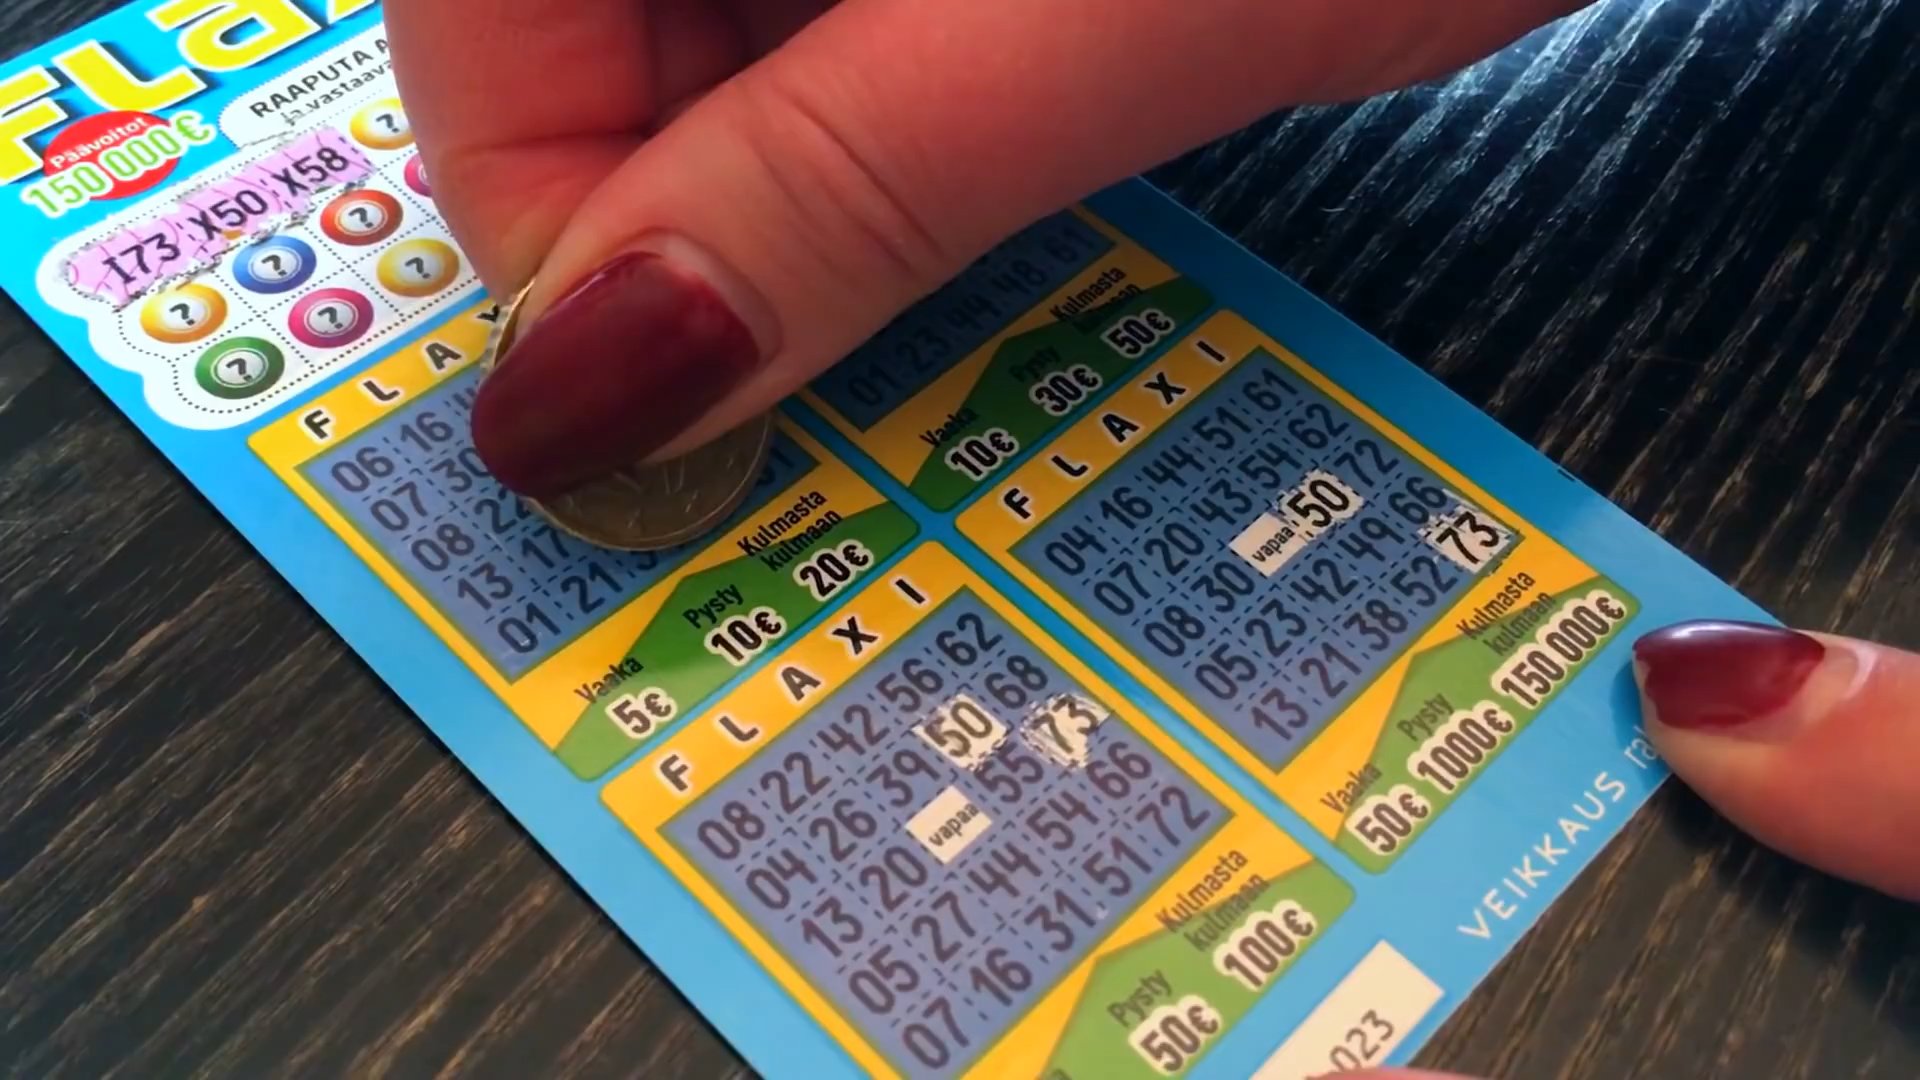 FLA
Päävoitot
150 000€
RAAPUTA
ja vastaava
I73 X50 X58
? ? ?
? ?
? ?
F L A
06 16
07 30
08 22
13 17
01 21
Vaaka Pysty Kulmasta kulmaan
5€ 10€ 20€
61
01 23 44 48
Vaaka Pysty Kulmasta
10€ 30€ 50€
F L A X I
08 22 42 56 62
04 26 39 50 68
13 20 vapaa 55 73
05 27 44 54 66
07 16 31 51 72
Pysty Kulmasta kulmaan
50€ 100€
F L A X I
04 16 44 51 61
07 20 43 54 62
08 30 vapaa 50 72
05 23 42 49 66
13 21 38 52 73
Vaaka Pysty Kulmasta kulmaan
50€ 1000€ 150 000€
VEIKKAUS
023